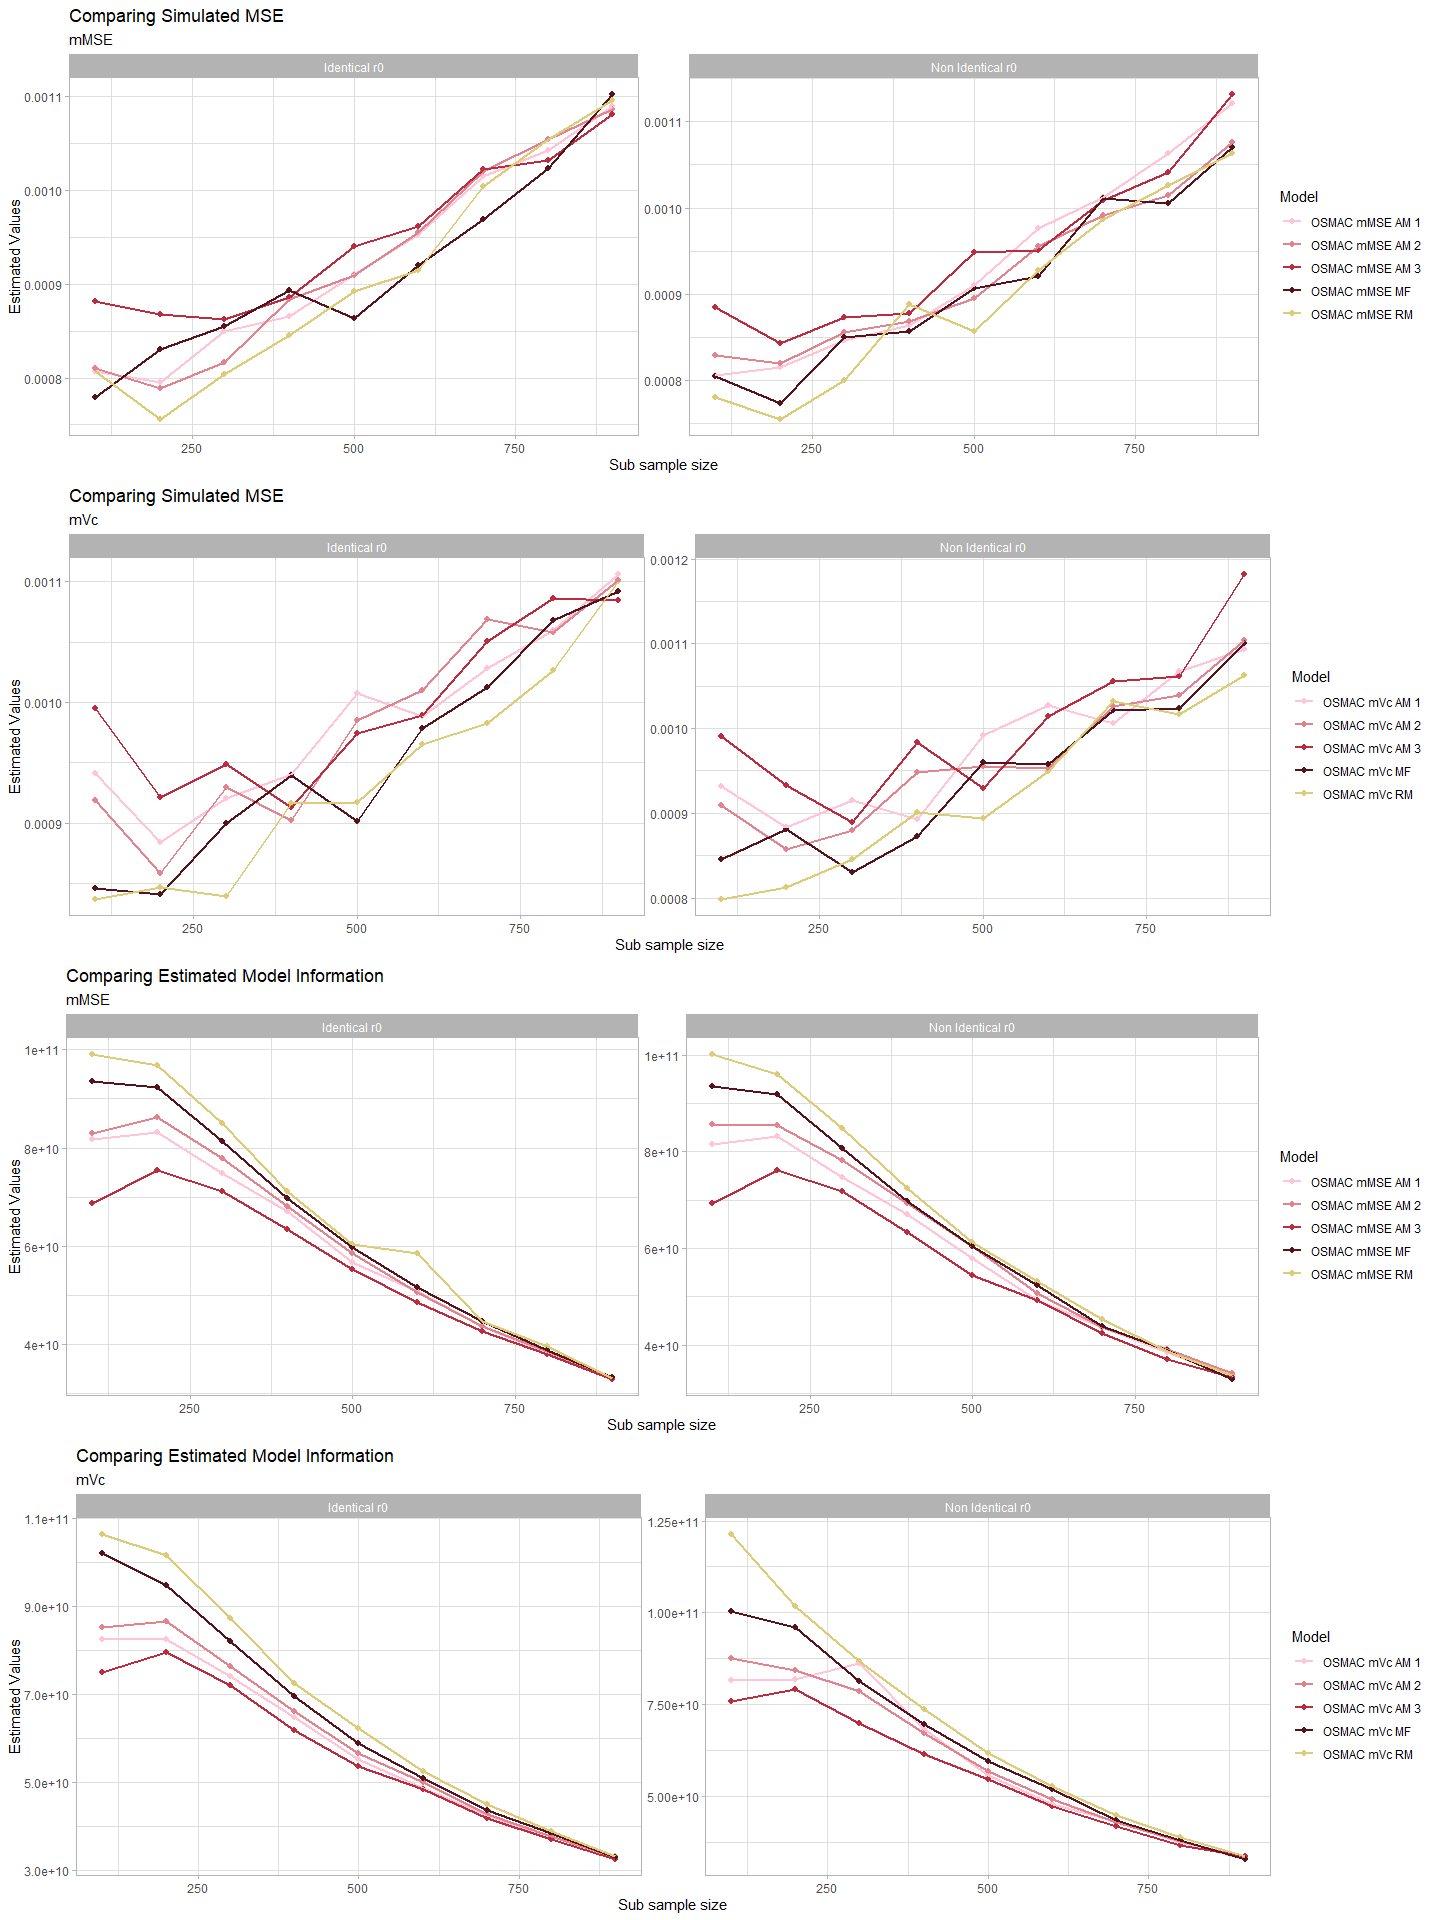 Comparing Simulated MSE
mMSE
Identical r0
Non Identical r0
0.0011
0.0010
0.0009
0.0008
0.0011
0.0010
0.0009
0.0008
Estimated Values
250 500 750
250 500 750
Sub sample size
Model
OSMAC mMSE AM 1
OSMAC mMSE AM 2
OSMAC mMSE AM 3
OSMAC mMSE MF
OSMAC mMSE RM
Comparing Simulated MSE
mVc
Identical r0
Non Identical r0
0.0011
0.0010
0.0009
0.0012
0.0011
0.0010
0.0009
0.0008
Estimated Values
250 500 750
250 500 750
Sub sample size
Model
OSMAC mVc AM 1
OSMAC mVc AM 2
OSMAC mVc AM 3
OSMAC mVc MF
OSMAC mVc RM
Comparing Estimated Model Information
mMSE
Identical r0
Non Identical r0
1e+11
8e+10
6e+10
4e+10
1e+11
8e+10
6e+10
4e+10
Estimated Values
250 500 750
250 500 750
Sub sample size
Model
OSMAC mMSE AM 1
OSMAC mMSE AM 2
OSMAC mMSE AM 3
OSMAC mMSE MF
OSMAC mMSE RM
Comparing Estimated Model Information
mVc
Identical r0
Non Identical r0
1.1e+11
9.0e+10
7.0e+10
5.0e+10
3.0e+10
1.25e+11
1.00e+11
7.50e+10
5.00e+10
Estimated Values
250 500 750
250 500 750
Sub sample size
Model
OSMAC mVc AM 1
OSMAC mVc AM 2
OSMAC mVc AM 3
OSMAC mVc MF
OSMAC mVc RM